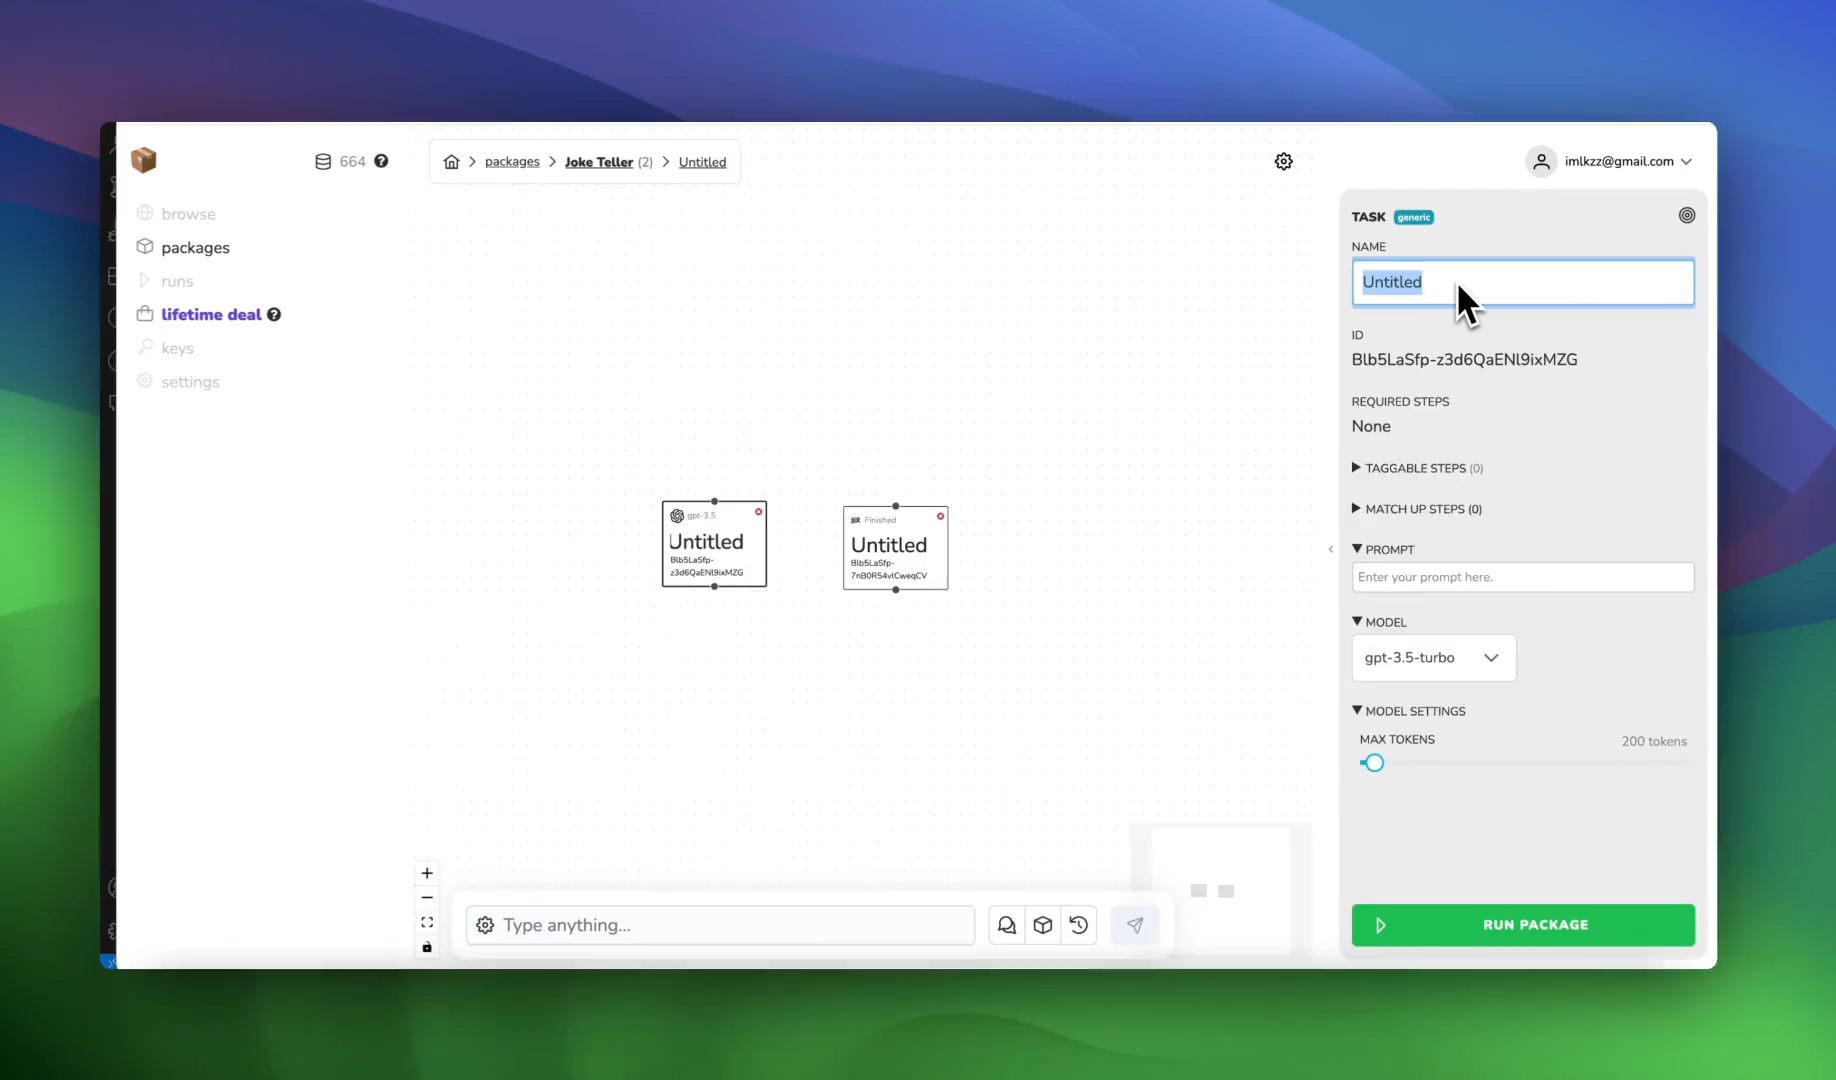 664
packages
Joke Teller (2)
Untitled
imlkzz@gmail.com
browse
packages
runs
lifetime deal
keys
settings
gpt-3.5
Untitled
Blb5LaSfp-
z3d6QaENl9ixMZG
Finished
Untitled
Blb5LaSfp-
7nB0R54vlCweqCV
Type anything...
TASK generic
NAME
Untitled
ID
Blb5LaSfp-z3d6QaENl9ixMZG
REQUIRED STEPS
None
TAGGABLE STEPS (0)
MATCH UP STEPS (0)
PROMPT
Enter your prompt here.
MODEL
gpt-3.5-turbo
MODEL SETTINGS
MAX TOKENS
200 tokens
RUN PACKAGE